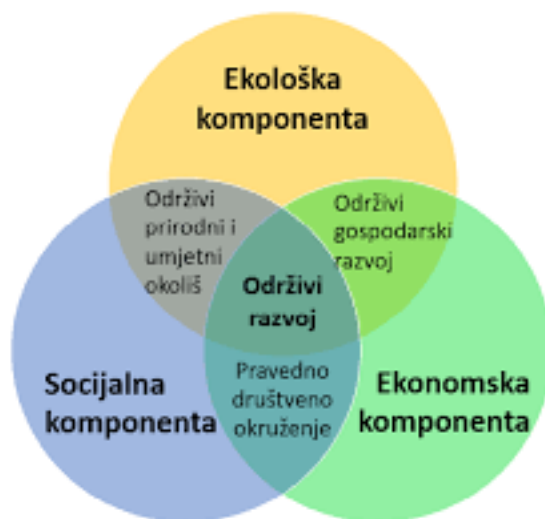 Ekološka
komponenta
Održivi
prirodni i
umjetni
okoliš
Održivi
gospodarski
razvoj
Održivi
razvoj
Socijalna
komponenta
Pravedno
društveno
okruženje
Ekonomska
komponenta